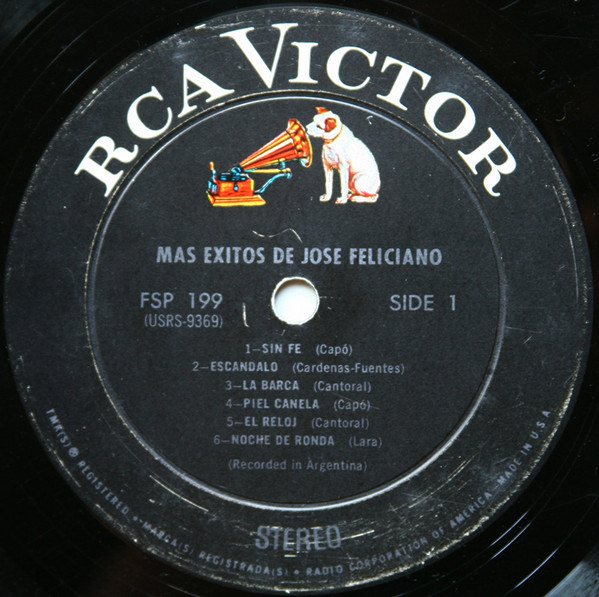 RCA VICTOR
MAS EXITOS DE JOSE FELICIANO
FSP 199
(USRS-9369)
SIDE 1
1—SIN FE (Capó)
2—ESCANDALO (Cardenas-Fuentes)
3—LA BARCA (Cantoral)
4—PIEL CANELA (Capó)
5—EL RELOJ (Cantoral)
6—NOCHE DE RONDA (Lara)
(Recorded in Argentina)
STEREO
TMK(S) ® REGISTERED • MARCA(S) REGISTRADA(S) • RADIO CORPORATION OF AMERICA. MADE IN U.S.A.